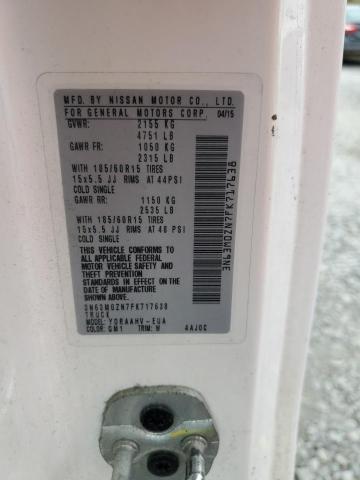 MFD. BY NISSAN MOTOR CO., LTD.
FOR GENERAL MOTORS CORP. 04/15
GVWR: 2155 KG
4751 LB
GAWR FR: 1050 KG
2315 LB
WITH 185/60R15 TIRES
15x5.5 JJ RIMS AT 44PSI
COLD SINGLE
GAWR RR: 1150 KG
2535 LB
WITH 185/60R15 TIRES
15x5.5 JJ RIMS AT 48 PSI
COLD SINGLE
THIS VEHICLE CONFORMS TO
ALL APPLICABLE FEDERAL
MOTOR VEHICLE SAFETY AND
THEFT PREVENTION
STANDARDS IN EFFECT ON
THE DATE OF MANUFACTURE
SHOWN ABOVE.
3N63M0ZN7FK717638
TRUCK
MODEL: YDRAAHV-EUA
COLOR: GM1 TRIM: W 4AJ0C
3N63M0ZN7FK717638